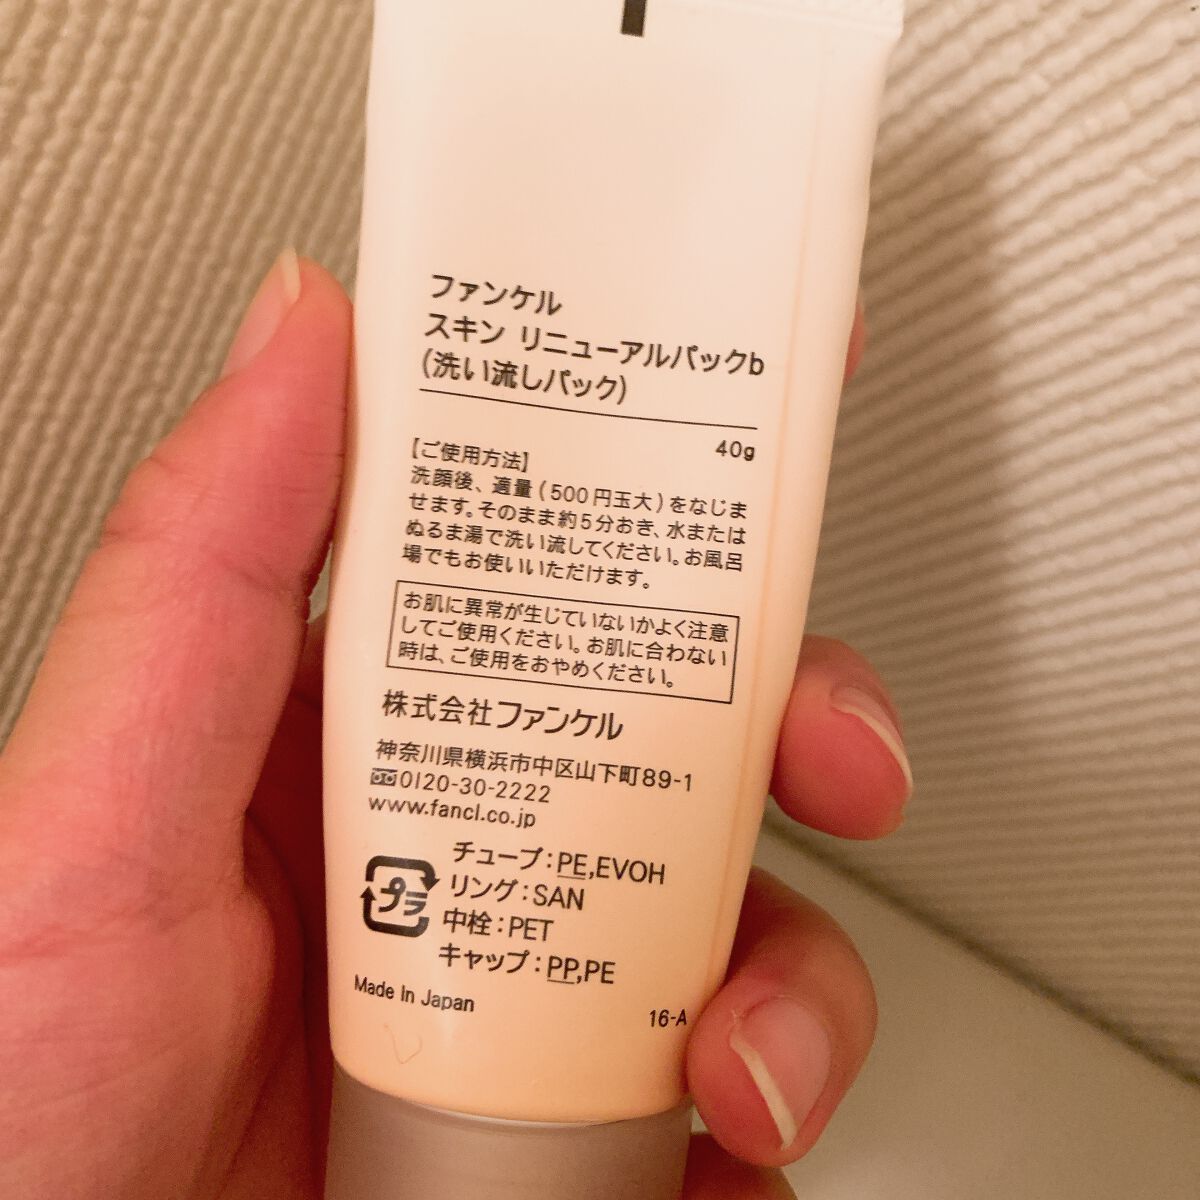 ファンケル
スキン リニューアルパックb
(洗い流しパック)
40g
【ご使用方法】
洗顔後、適量(500円玉大)をなじま
せます。そのまま約5分おき、水または
ぬるま湯で洗い流してください。お風呂
場でもお使いいただけます。
お肌に異常が生じていないかよく注意
してご使用ください。お肌に合わない
時は、ご使用をおやめください。
株式会社ファンケル
神奈川県横浜市中区山下町89-1
0120-30-2222
www.fancl.co.jp
プラ
チューブ:PE,EVOH
リング:SAN
中栓:PET
キャップ:PP,PE
Made In Japan
16-A